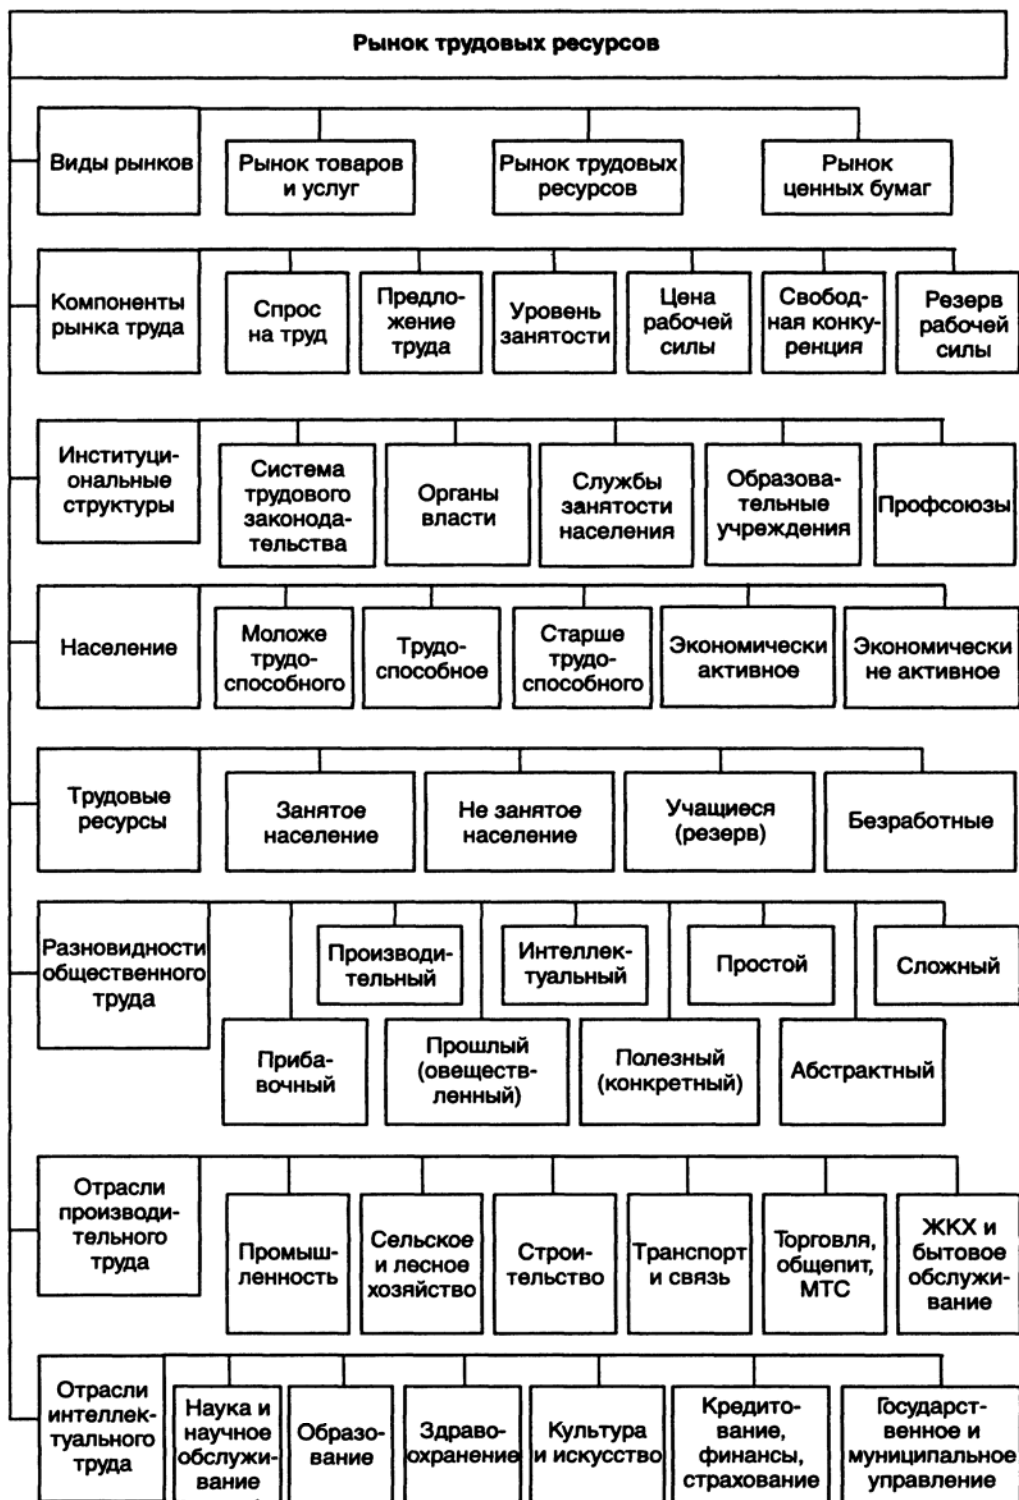 Рынок трудовых ресурсов
Виды рынков
Рынок товаров
и услуг
Рынок трудовых
ресурсов
Рынок
ценных бумаг
Компоненты
рынка труда
Спрос
на труд
Предло-
жение
труда
Уровень
занятости
Цена
рабочей
силы
Свобод-
ная конку-
ренция
Резерв
рабочей
силы
Институци-
ональные
структуры
Система
трудового
законода-
тельства
Органы
власти
Службы
занятости
населения
Образова-
тельные
учреждения
Профсоюзы
Население
Моложе
трудо-
способного
Трудо-
способное
Старше
трудо-
способного
Экономически
активное
Экономически
не активное
Трудовые
ресурсы
Занятое
население
Не занятое
население
Учащиеся
(резерв)
Безработные
Разновидности
общественного
труда
Производи-
тельный
Интеллек-
туальный
Простой
Сложный
Приба-
вочный
Прошлый
(овеществ-
ленный)
Полезный
(конкретный)
Абстрактный
Отрасли
производи-
тельного
труда
Промыш-
ленность
Сельское
и лесное
хозяйство
Строи-
тельство
Транспорт
и связь
Торговля,
общепит,
МТС
ЖКХ и
бытовое
обслужи-
вание
Отрасли
интеллек-
туального
труда
Наука и
научное
обслужи-
вание
Образо-
вание
Здраво-
охранение
Культура
и искусство
Кредито-
вание,
финансы,
страхование
Государст-
венное и
муниципальное
управление